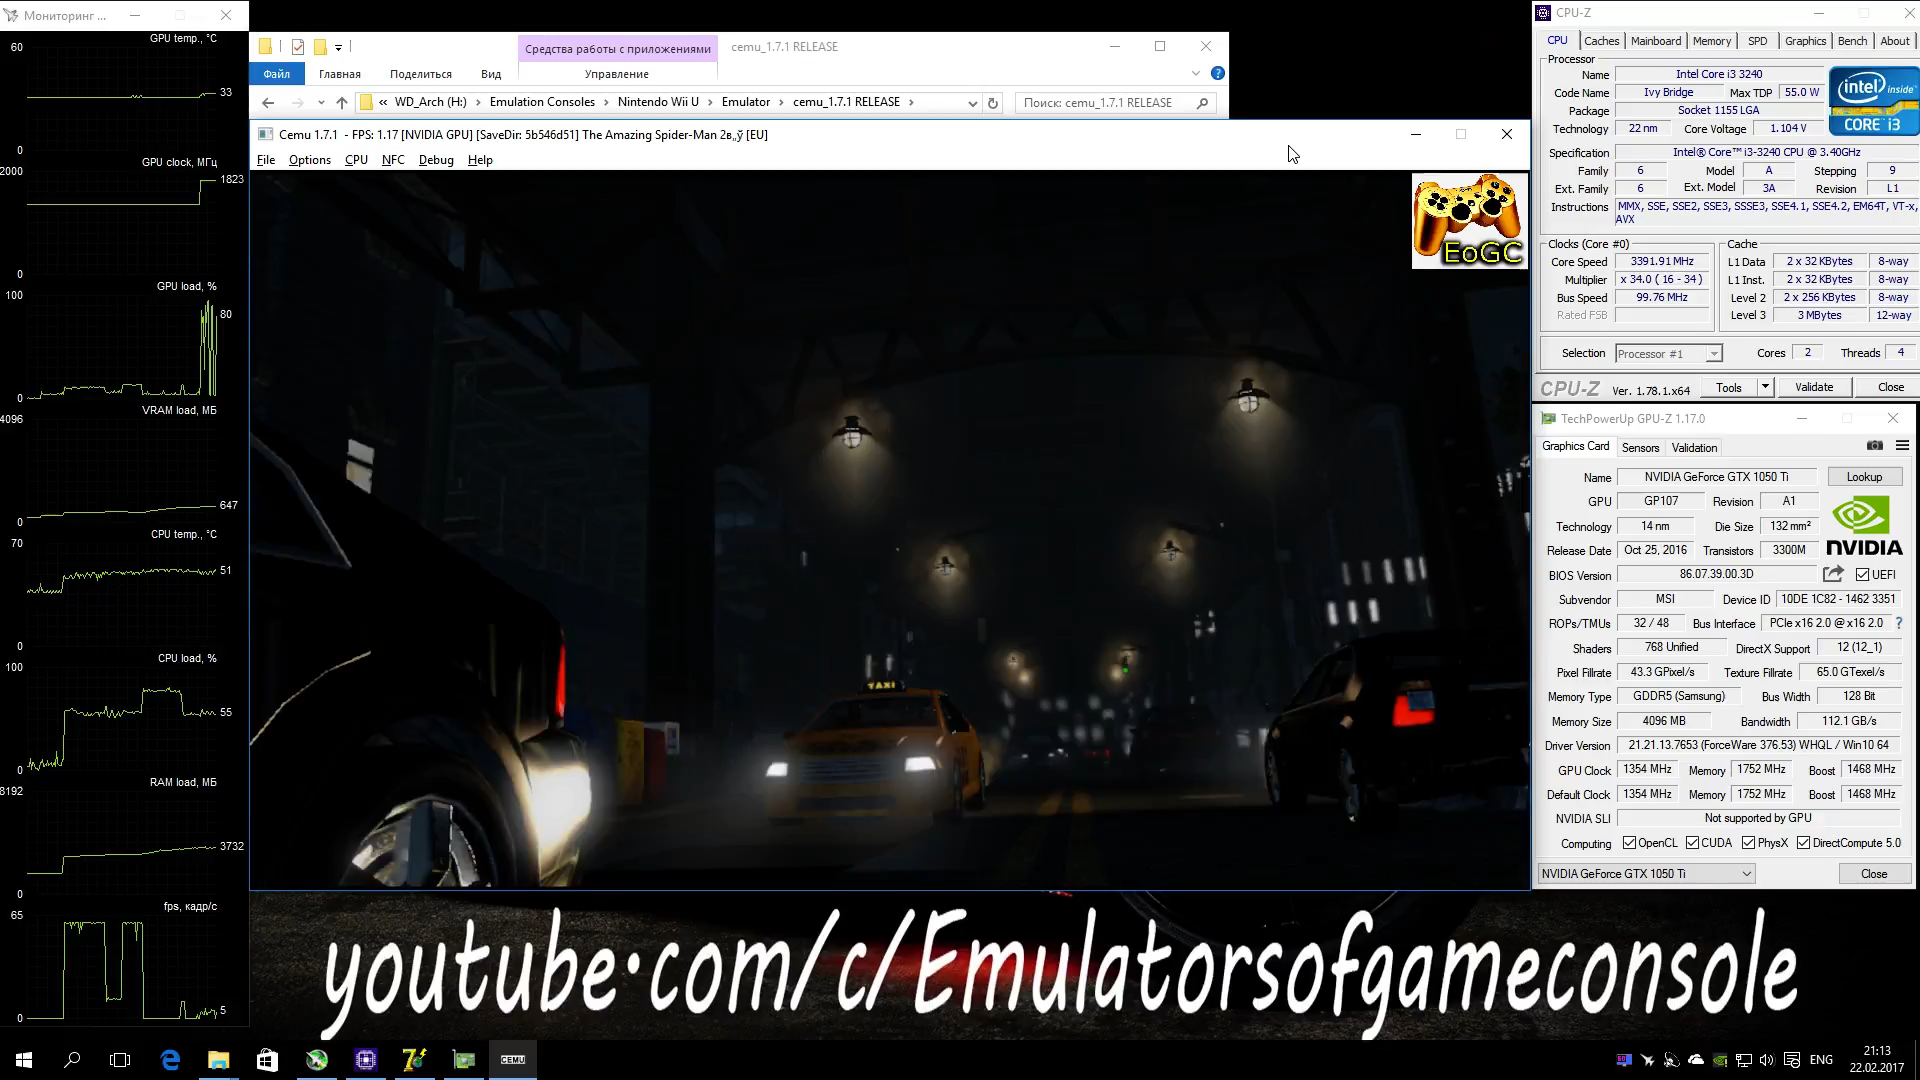 Мониторинг ...
GPU temp., °C
60
33
0
GPU clock, МГц
2000
1823
0
GPU load, %
100
80
0
VRAM load, МБ
4096
647
0
CPU temp., °C
70
51
0
CPU load, %
100
55
0
RAM load, МБ
8192
3732
0
fps, кадр/с
65
5
0
Средства работы с приложениями
cemu_1.7.1 RELEASE
Файл
Главная
Поделиться
Вид
Управление
« WD_Arch (H:) > Emulation Consoles > Nintendo Wii U > Emulator > cemu_1.7.1 RELEASE >
Поиск: cemu_1.7.1 RELEASE
Cemu 1.7.1 - FPS: 1.17 [NVIDIA GPU] [SaveDir: 5b546d51] The Amazing Spider-Man 2в„ў [EU]
File Options CPU NFC Debug Help
EoGC
TAXI
CPU-Z
CPU Caches Mainboard Memory SPD Graphics Bench About
Processor
Name Intel Core i3 3240
Code Name Ivy Bridge Max TDP 55.0 W
Package Socket 1155 LGA
Technology 22 nm Core Voltage 1.104 V
intel inside™
CORE i3
Specification Intel® Core™ i3-3240 CPU @ 3.40GHz
Family 6 Model A Stepping 9
Ext. Family 6 Ext. Model 3A Revision L1
Instructions MMX, SSE, SSE2, SSE3, SSSE3, SSE4.1, SSE4.2, EM64T, VT-x,
AVX
Clocks (Core #0)
Core Speed 3391.91 MHz
Multiplier x 34.0 ( 16 - 34 )
Bus Speed 99.76 MHz
Rated FSB
Cache
L1 Data 2 x 32 KBytes 8-way
L1 Inst. 2 x 32 KBytes 8-way
Level 2 2 x 256 KBytes 8-way
Level 3 3 MBytes 12-way
Selection Processor #1 Cores 2 Threads 4
CPU-Z Ver. 1.78.1.x64 Tools Validate Close
TechPowerUp GPU-Z 1.17.0
Graphics Card Sensors Validation
Name NVIDIA GeForce GTX 1050 Ti Lookup
GPU GP107 Revision A1
Technology 14 nm Die Size 132 mm²
Release Date Oct 25, 2016 Transistors 3300M
NVIDIA
BIOS Version 86.07.39.00.3D UEFI
Subvendor MSI Device ID 10DE 1C82 - 1462 3351
ROPs/TMUs 32 / 48 Bus Interface PCIe x16 2.0 @ x16 2.0 ?
Shaders 768 Unified DirectX Support 12 (12_1)
Pixel Fillrate 43.3 GPixel/s Texture Fillrate 65.0 GTexel/s
Memory Type GDDR5 (Samsung) Bus Width 128 Bit
Memory Size 4096 MB Bandwidth 112.1 GB/s
Driver Version 21.21.13.7653 (ForceWare 376.53) WHQL / Win10 64
GPU Clock 1354 MHz Memory 1752 MHz Boost 1468 MHz
Default Clock 1354 MHz Memory 1752 MHz Boost 1468 MHz
NVIDIA SLI Not supported by GPU
Computing OpenCL CUDA PhysX DirectCompute 5.0
NVIDIA GeForce GTX 1050 Ti Close
youtube.com/c/Emulatorsofgameconsole
CEMU
ENG
21:13
22.02.2017